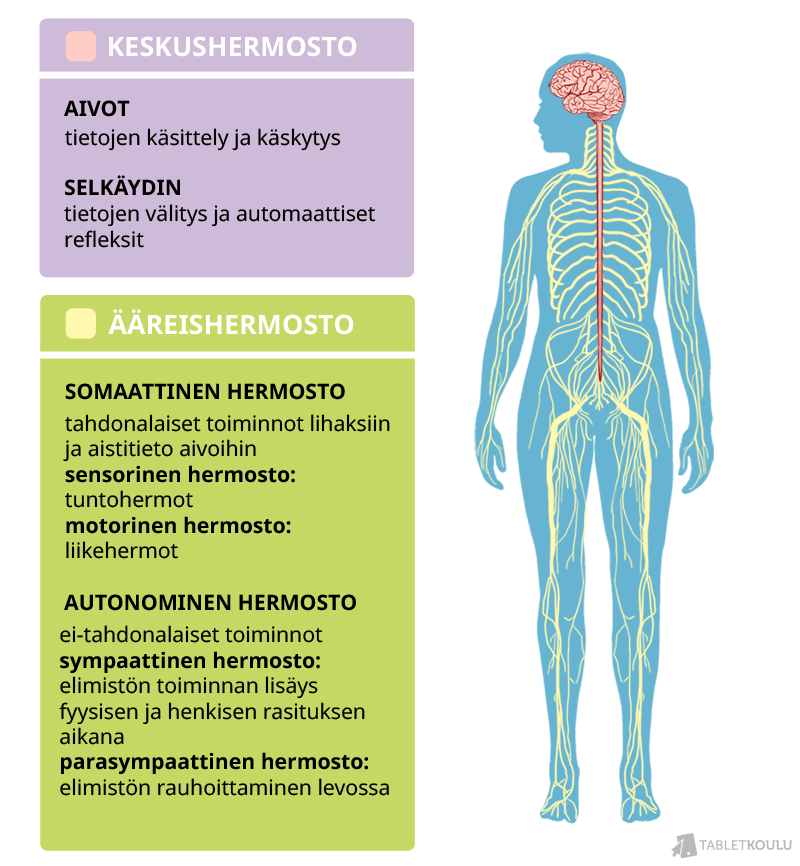 KESKUSHERMOSTO
AIVOT
tietojen käsittely ja käskytys
SELKÄYDIN
tietojen välitys ja automaattiset
refleksit
ÄÄREISHERMOSTO
SOMAATTINEN HERMOSTO
tahdonalaiset toiminnot lihaksiin
ja aistitieto aivoihin
sensorinen hermosto:
tuntohermot
motorinen hermosto:
liikehermot
AUTONOMINEN HERMOSTO
ei-tahdonalaiset toiminnot
sympaattinen hermosto:
elimistön toiminnan lisäys
fyysisen ja henkisen rasituksen
aikana
parasympaattinen hermosto:
elimistön rauhoittaminen levossa
TABLETKOULU